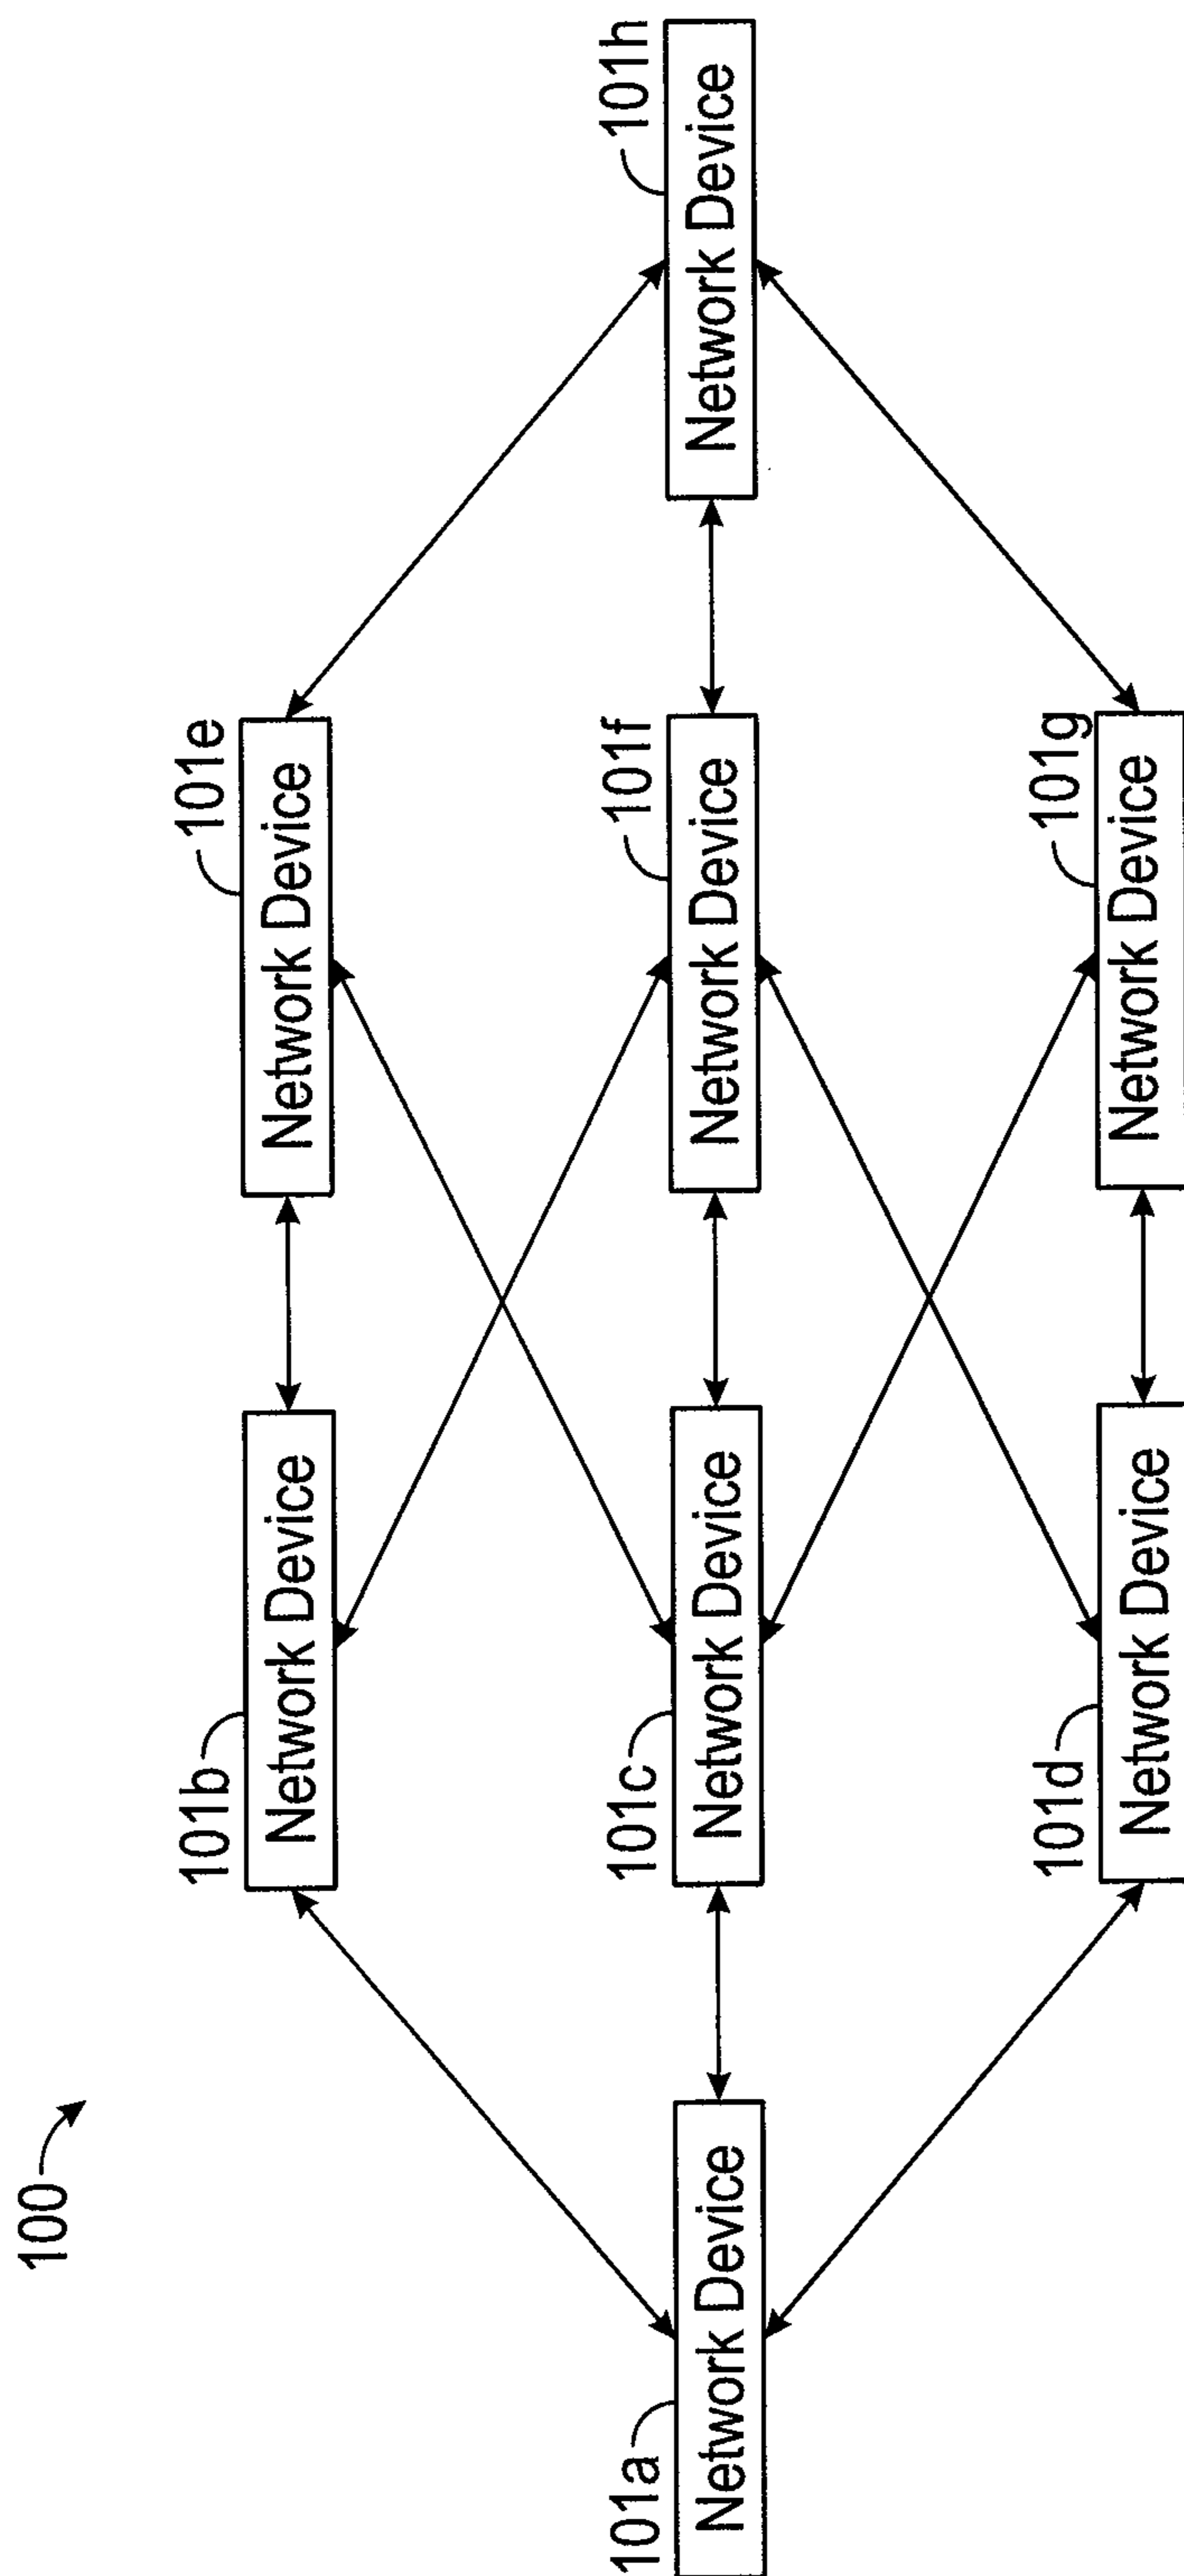 100
101a
Network Device
101b
Network Device
101c
Network Device
101d
Network Device
101e
Network Device
101f
Network Device
101g
Network Device
101h
Network Device